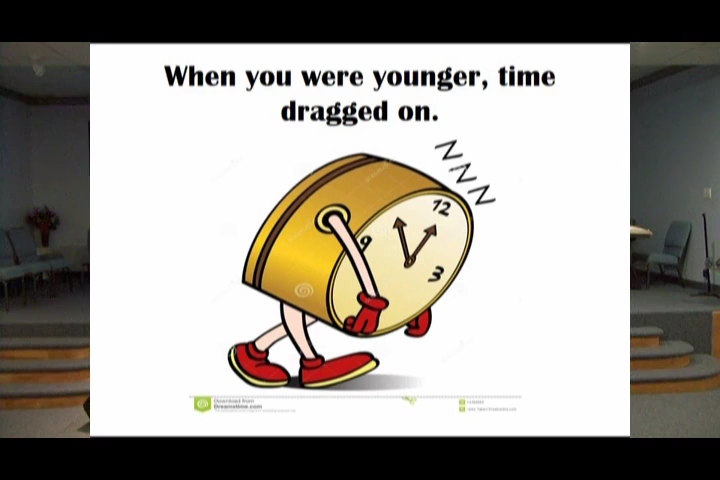 When you were younger, time
dragged on.
Z
Z
Z
12
9
3
Download from
Dreamstime.com